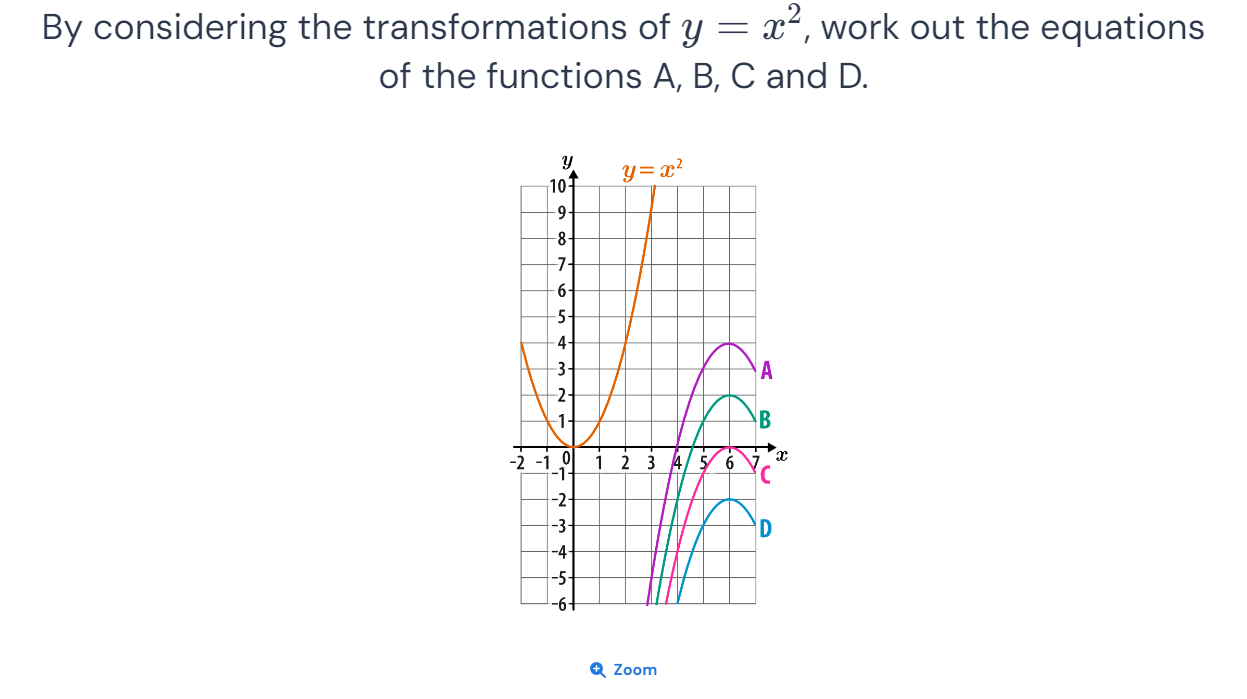 By considering the transformations of y = x², work out the equations
of the functions A, B, C and D.
y
y = x²
10
9
8
7
6
5
4
3
A
2
1
B
-2 -1 0 1 2 3 4 5 6 7 x
-1
C
-2
-3
D
-4
-5
-6
Zoom